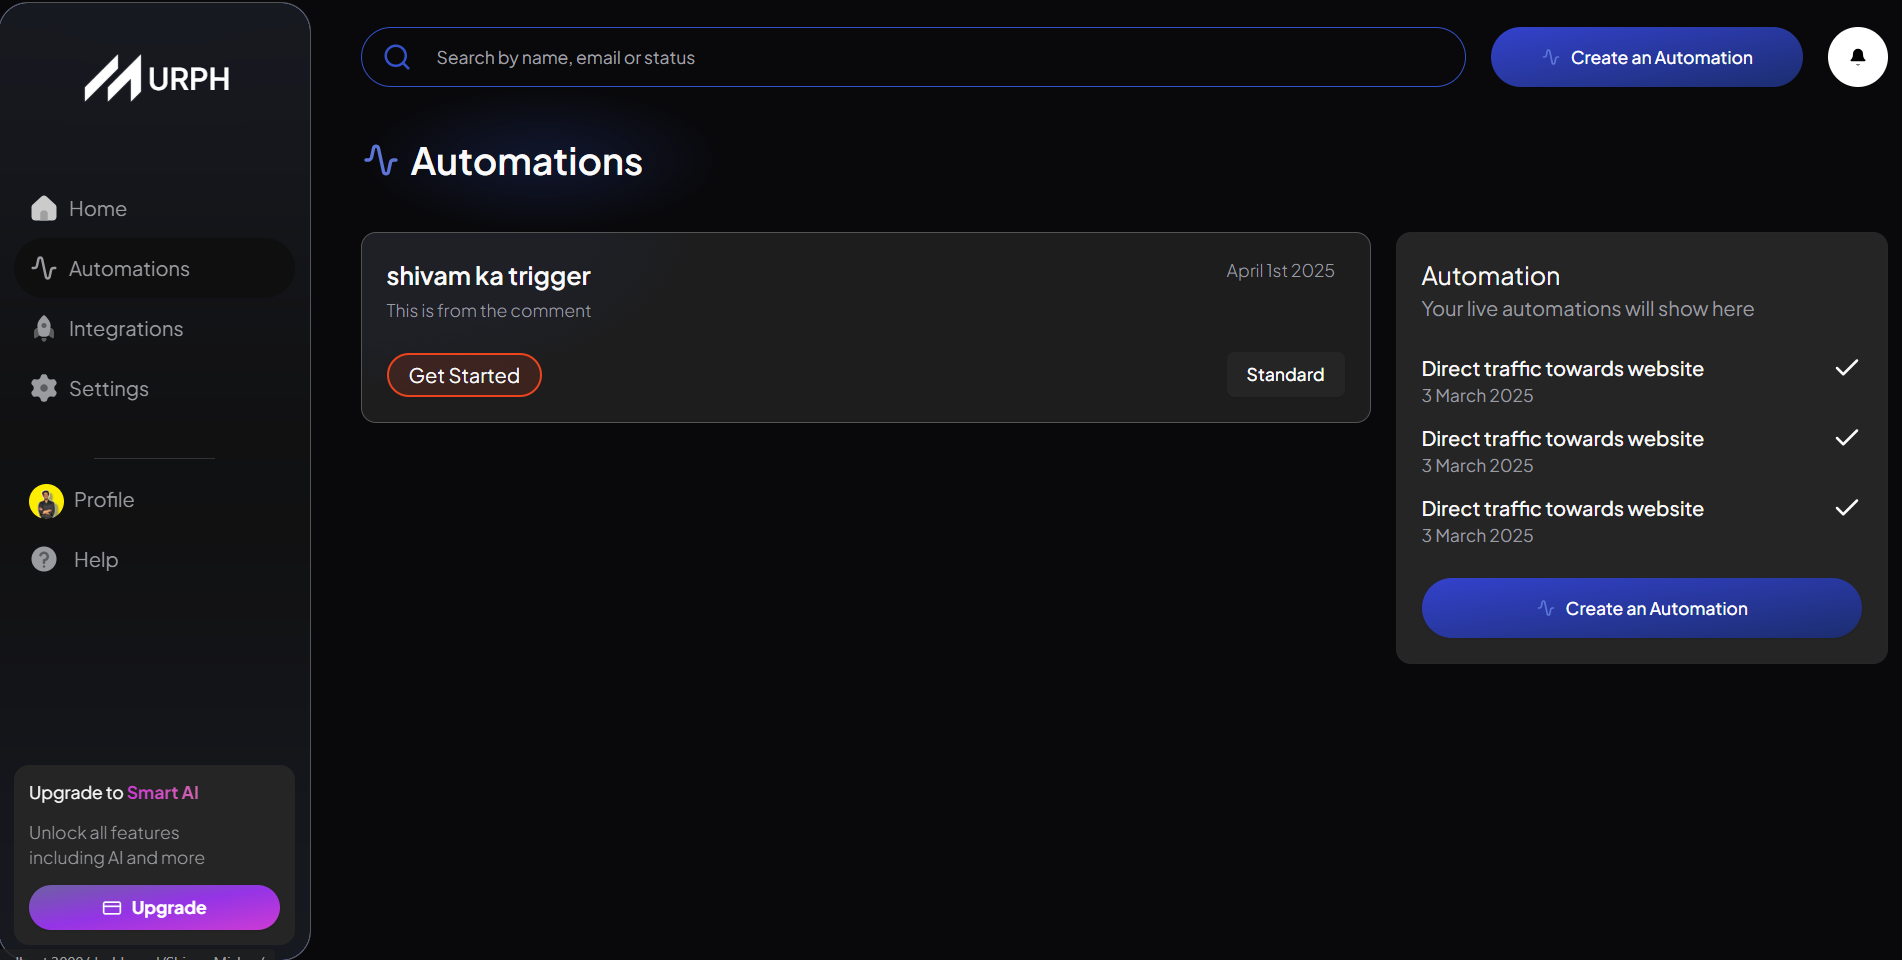 URPH
Search by name, email or status
Create an Automation
Automations
Home
Automations
Integrations
Settings
Profile
Help
Upgrade to Smart AI
Unlock all features
including AI and more
Upgrade
shivam ka trigger
April 1st 2025
This is from the comment
Get Started
Standard
Automation
Your live automations will show here
Direct traffic towards website
3 March 2025
Direct traffic towards website
3 March 2025
Direct traffic towards website
3 March 2025
Create an Automation